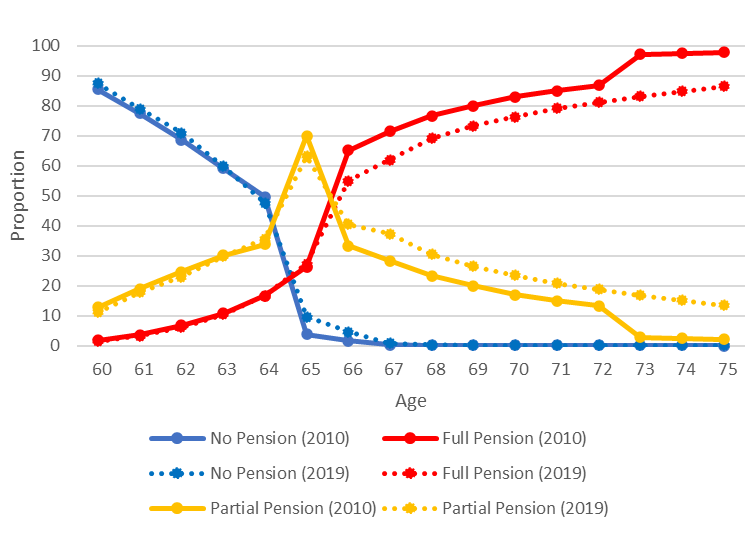 100
90
80
70
60
50
40
30
20
10
0
Proportion
60 61 62 63 64 65 66 67 68 69 70 71 72 73 74 75
Age
No Pension (2010) Full Pension (2010)
No Pension (2019) Full Pension (2019)
Partial Pension (2010) Partial Pension (2019)